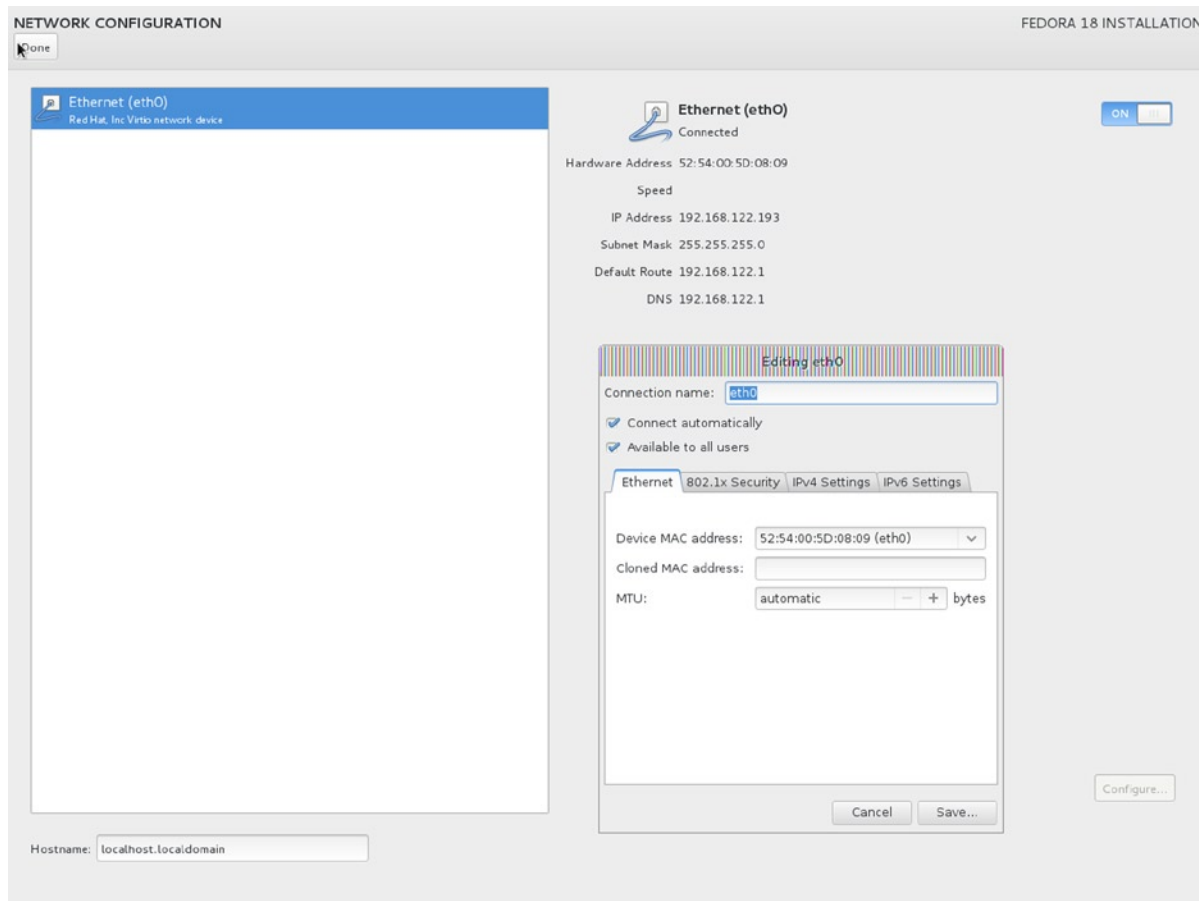 NETWORK CONFIGURATION
FEDORA 18 INSTALLATION
Done
Ethernet (eth0)
Red Hat, Inc Virtio network device
Ethernet (eth0)
Connected
ON
Hardware Address 52:54:00:5D:08:09
Speed
IP Address 192.168.122.193
Subnet Mask 255.255.255.0
Default Route 192.168.122.1
DNS 192.168.122.1
Editing eth0
Connection name: eth0
Connect automatically
Available to all users
Ethernet 802.1x Security IPv4 Settings IPv6 Settings
Device MAC address: 52:54:00:5D:08:09 (eth0)
Cloned MAC address:
MTU: automatic − + bytes
Configure...
Cancel Save...
Hostname: localhost.localdomain